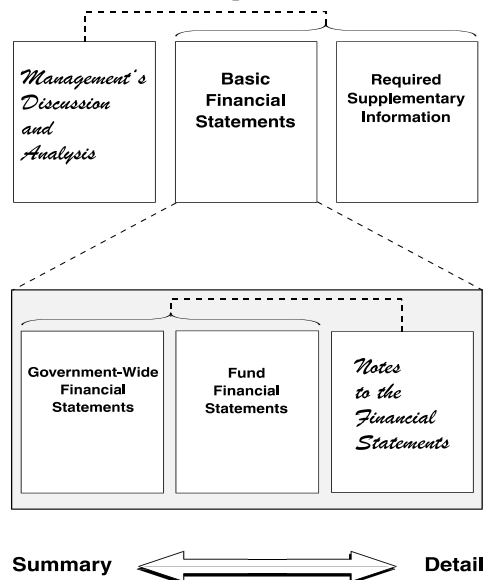 Management's
Discussion
and
Analysis
Basic
Financial
Statements
Required
Supplementary
Information
Government-Wide
Financial
Statements
Fund
Financial
Statements
Notes
to the
Financial
Statements
Summary
Detail